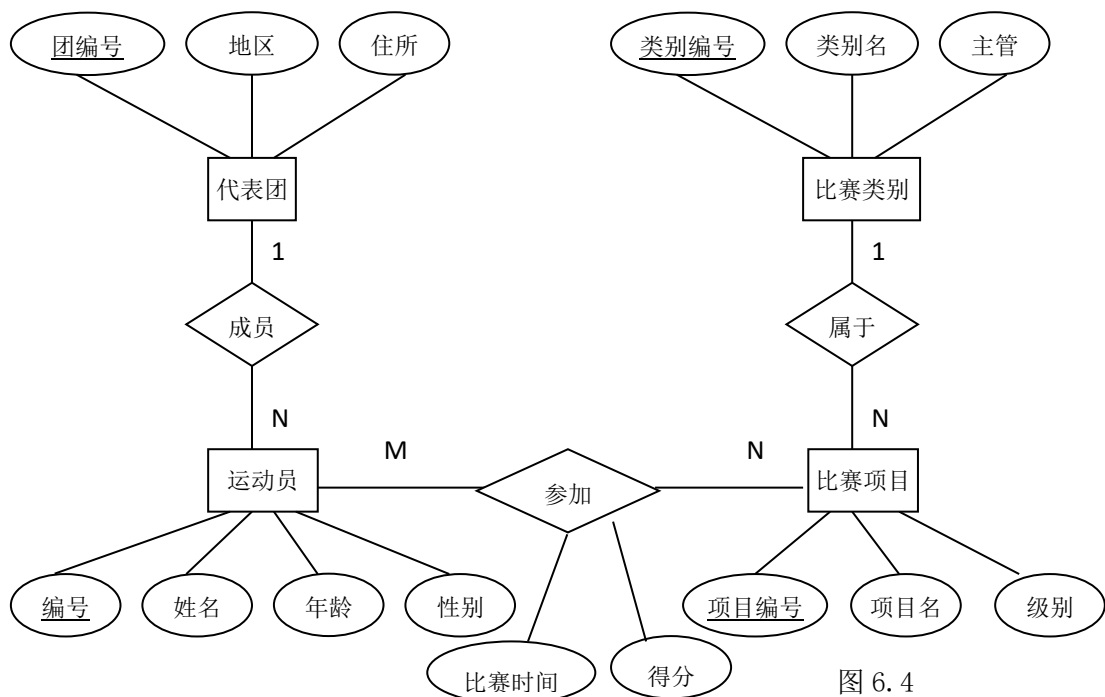 团编号 地区 住所 类别编号 类别名 主管
代表团 比赛类别
1 1
成员 属于
N N
M N
运动员 参加 比赛项目
编号 姓名 年龄 性别 项目编号 项目名 级别
比赛时间 得分 图 6.4